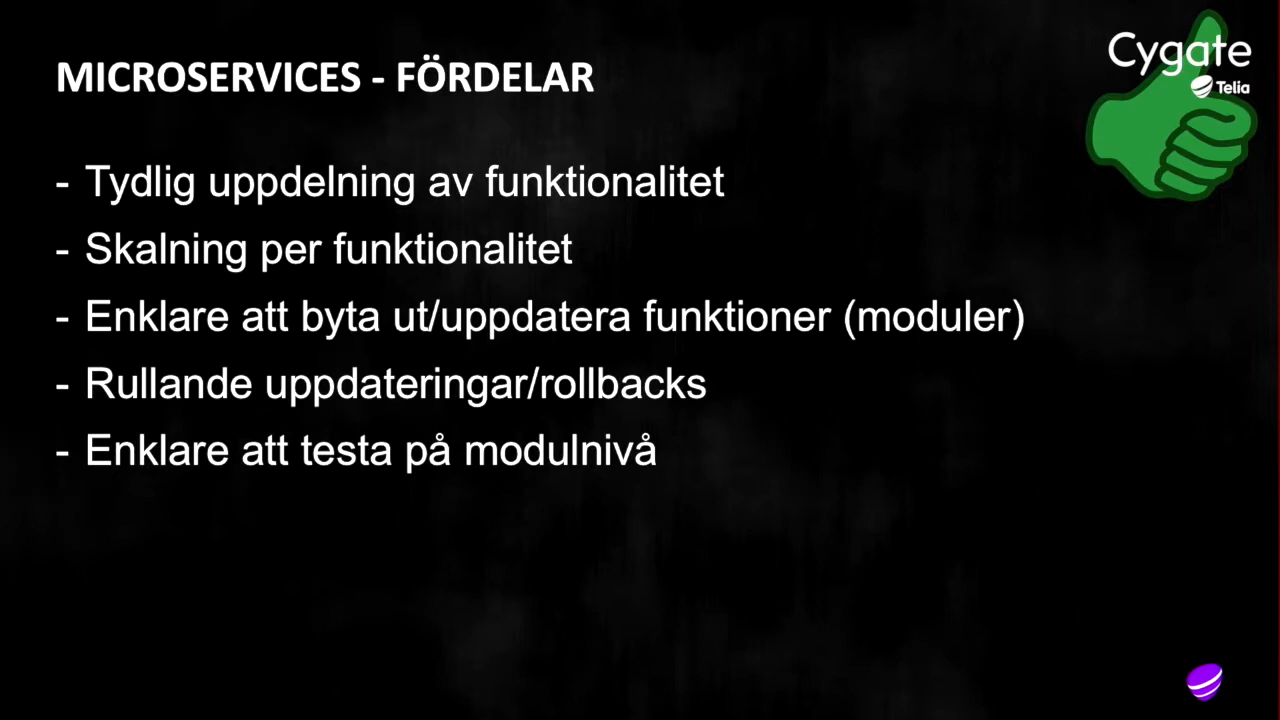 Cygate
Telia
MICROSERVICES - FÖRDELAR
- Tydlig uppdelning av funktionalitet
- Skalning per funktionalitet
- Enklare att byta ut/uppdatera funktioner (moduler)
- Rullande uppdateringar/rollbacks
- Enklare att testa på modulnivå